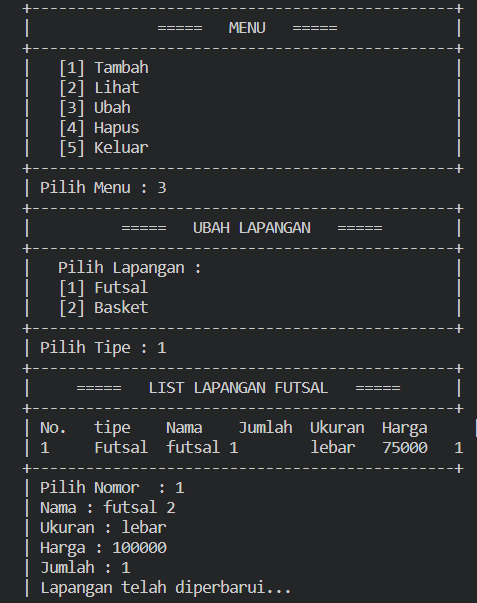 +-----------------------------------------------+
|              =====   MENU   =====             |
+-----------------------------------------------+
|   [1] Tambah                                  |
|   [2] Lihat                                   |
|   [3] Ubah                                    |
|   [4] Hapus                                   |
|   [5] Keluar                                  |
+-----------------------------------------------+
| Pilih Menu : 3
+-----------------------------------------------+
|          =====   UBAH LAPANGAN   =====        |
+-----------------------------------------------+
|   Pilih Lapangan :                            |
|   [1] Futsal                                  |
|   [2] Basket                                  |
+-----------------------------------------------+
| Pilih Tipe : 1
+-----------------------------------------------+
|     =====   LIST LAPANGAN FUTSAL   =====      |
+-----------------------------------------------+
| No.   tipe    Nama    Jumlah  Ukuran  Harga     |
| 1     Futsal  futsal 1        lebar   75000   1
+-----------------------------------------------+
| Pilih Nomor  : 1
| Nama : futsal 2
| Ukuran : lebar
| Harga : 100000
| Jumlah : 1
| Lapangan telah diperbarui...